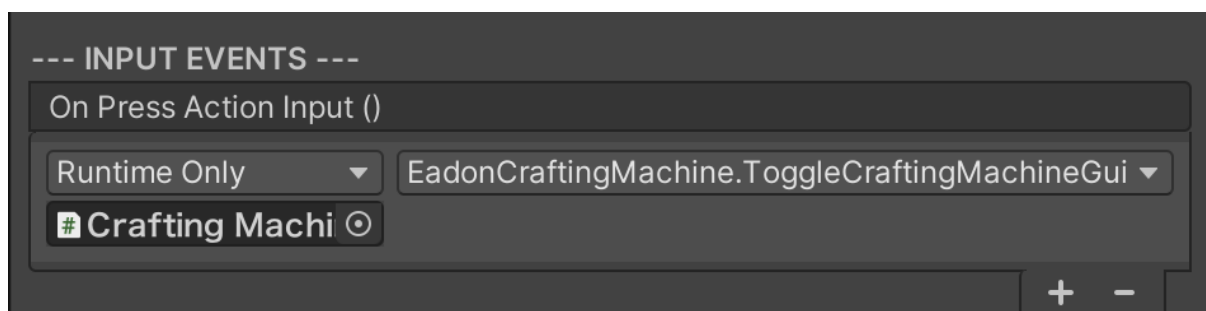 --- INPUT EVENTS ---
On Press Action Input ()
Runtime Only EadonCraftingMachine.ToggleCraftingMachineGui
# Crafting Machi
+ -